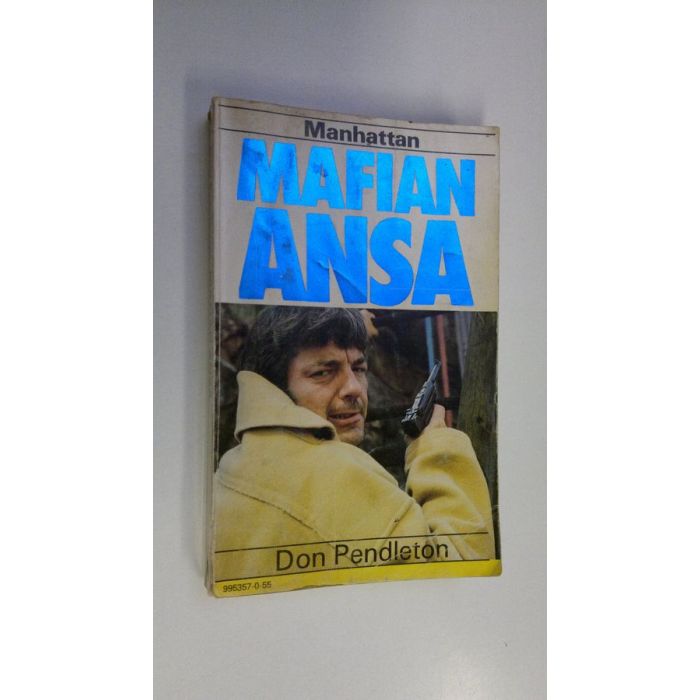 Manhattan
MAFIAN
ANSA
Don Pendleton
995357-0-55